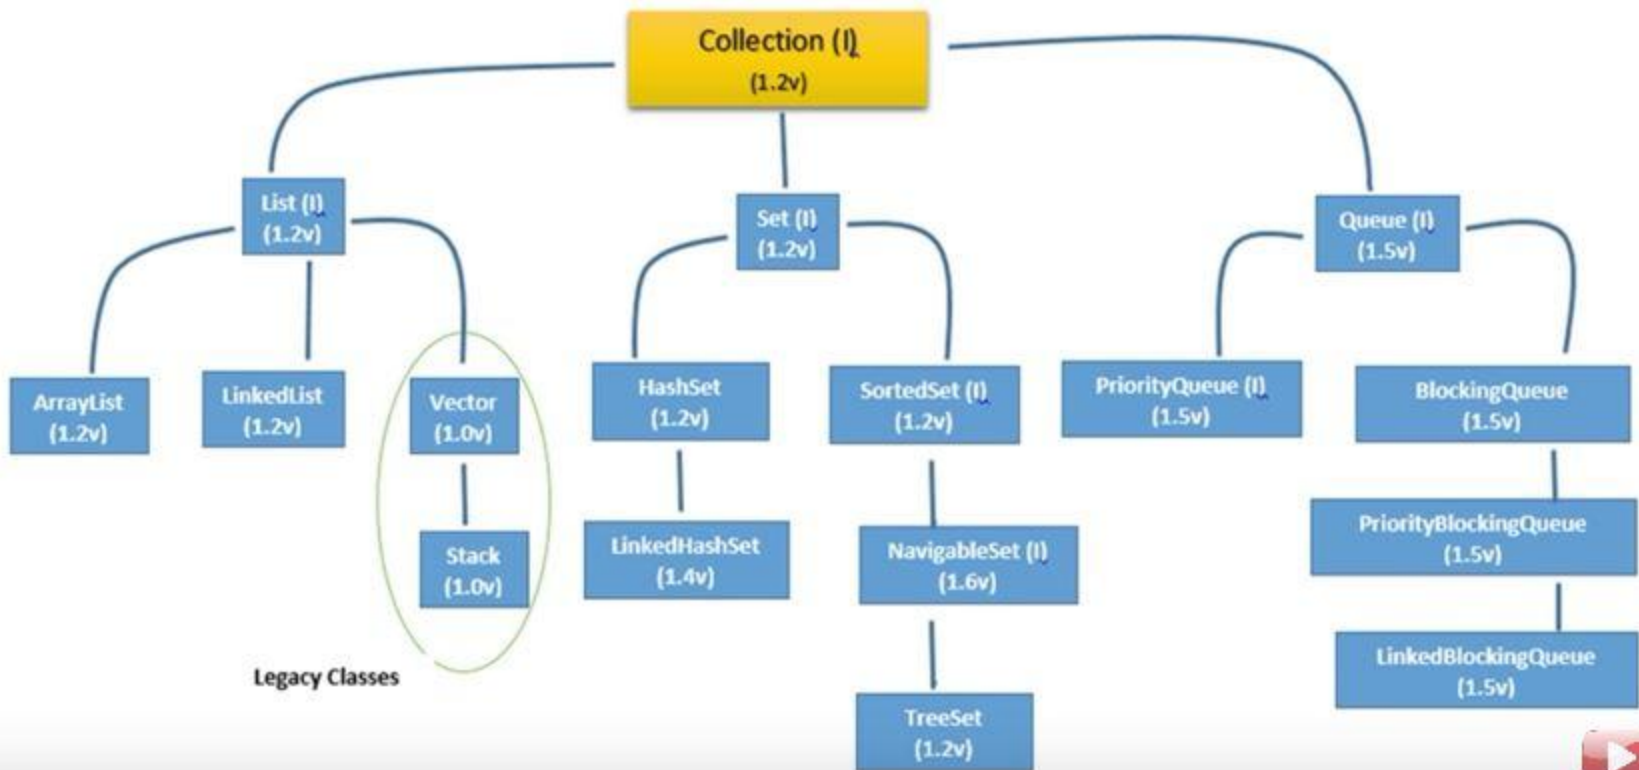 Collection (I)
(1.2v)
List (I)
(1.2v)
Set (I)
(1.2v)
Queue (I)
(1.5v)
ArrayList
(1.2v)
LinkedList
(1.2v)
Vector
(1.0v)
HashSet
(1.2v)
SortedSet (I)
(1.2v)
PriorityQueue (I)
(1.5v)
BlockingQueue
(1.5v)
Stack
(1.0v)
LinkedHashSet
(1.4v)
NavigableSet (I)
(1.6v)
PriorityBlockingQueue
(1.5v)
LinkedBlockingQueue
(1.5v)
Legacy Classes
TreeSet
(1.2v)